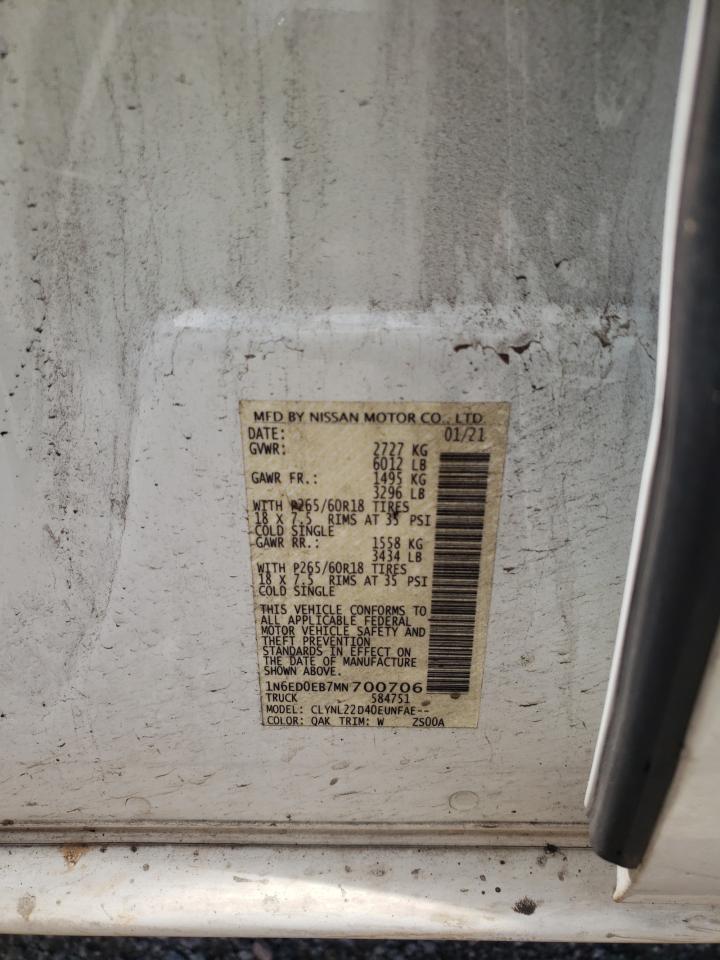 MFD BY NISSAN MOTOR CO., LTD
DATE: 01/21
GVWR: 2727 KG
6012 LB
GAWR FR.: 1495 KG
3296 LB
WITH P265/60R18 TIRES
18 X 7.5 RIMS AT 35 PSI
COLD SINGLE
GAWR RR.: 1558 KG
3434 LB
WITH P265/60R18 TIRES
18 X 7.5 RIMS AT 35 PSI
COLD SINGLE
THIS VEHICLE CONFORMS TO
ALL APPLICABLE FEDERAL
MOTOR VEHICLE SAFETY AND
THEFT PREVENTION
STANDARDS IN EFFECT ON
THE DATE OF MANUFACTURE
SHOWN ABOVE.
1N6ED0EB7MN700706
TRUCK 584751
MODEL: CLYNL22D40EUNFAE--
COLOR: QAK TRIM: W ZS00A